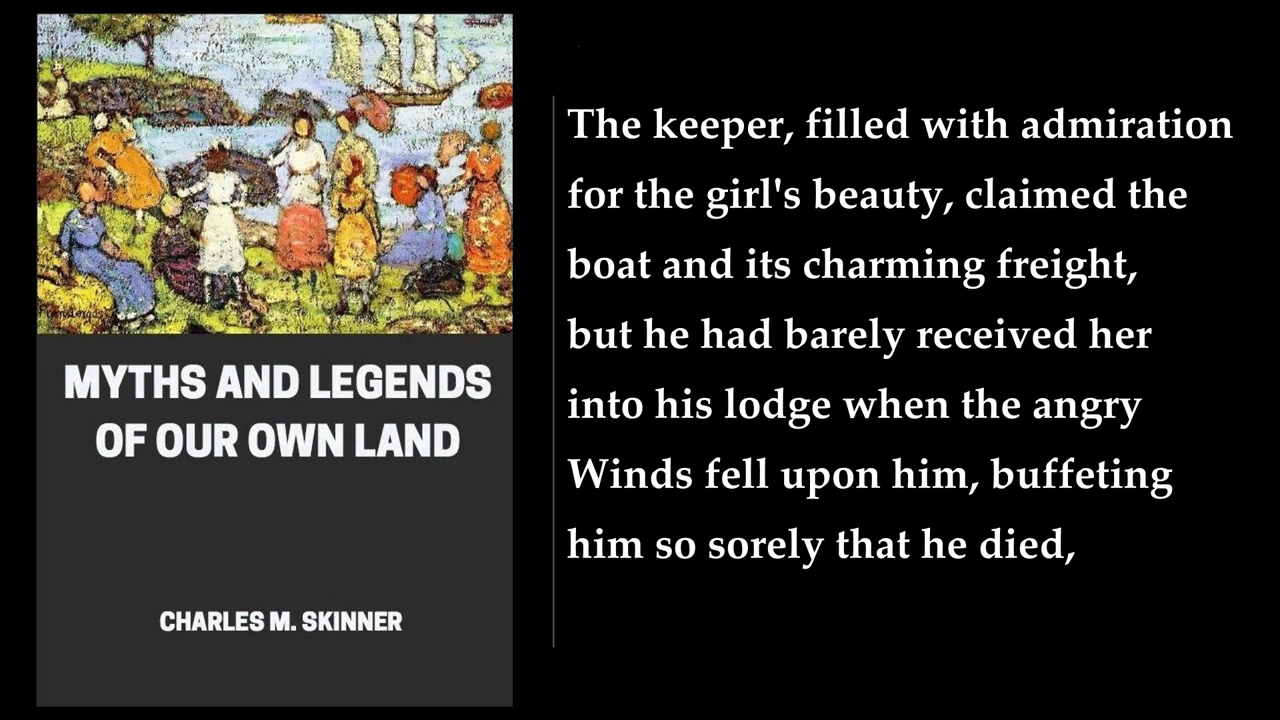 MYTHS AND LEGENDS
OF OUR OWN LAND
CHARLES M. SKINNER
The keeper, filled with admiration
for the girl's beauty, claimed the
boat and its charming freight,
but he had barely received her
into his lodge when the angry
Winds fell upon him, buffeting
him so sorely that he died,